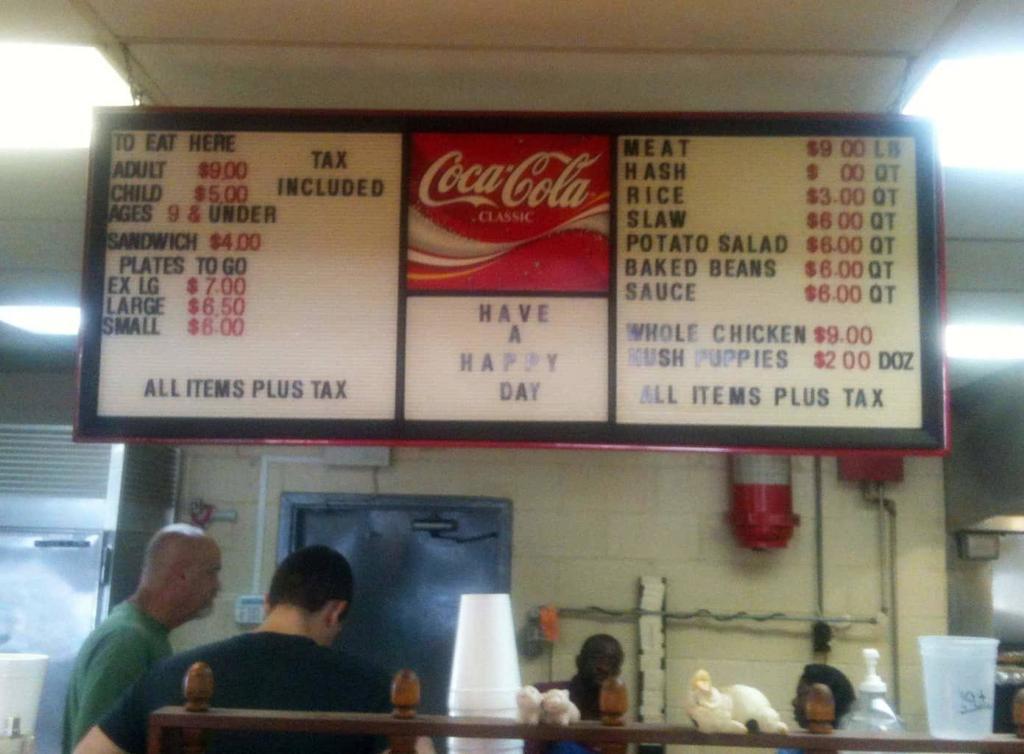 TO EAT HERE
ADULT $9.00
CHILD $5.00
AGES 9 & UNDER
TAX
INCLUDED
SANDWICH $4.00
PLATES TO GO
EX LG $7.00
LARGE $6.50
SMALL $6.00
ALL ITEMS PLUS TAX
Coca-Cola
CLASSIC
HAVE
A
HAPPY
DAY
MEAT $9 00 LB
HASH $ 00 QT
RICE $3.00 QT
SLAW $6 00 QT
POTATO SALAD $6.00 QT
BAKED BEANS $6.00 QT
SAUCE $6.00 QT
WHOLE CHICKEN $9.00
HUSH PUPPIES $2 00 DOZ
ALL ITEMS PLUS TAX